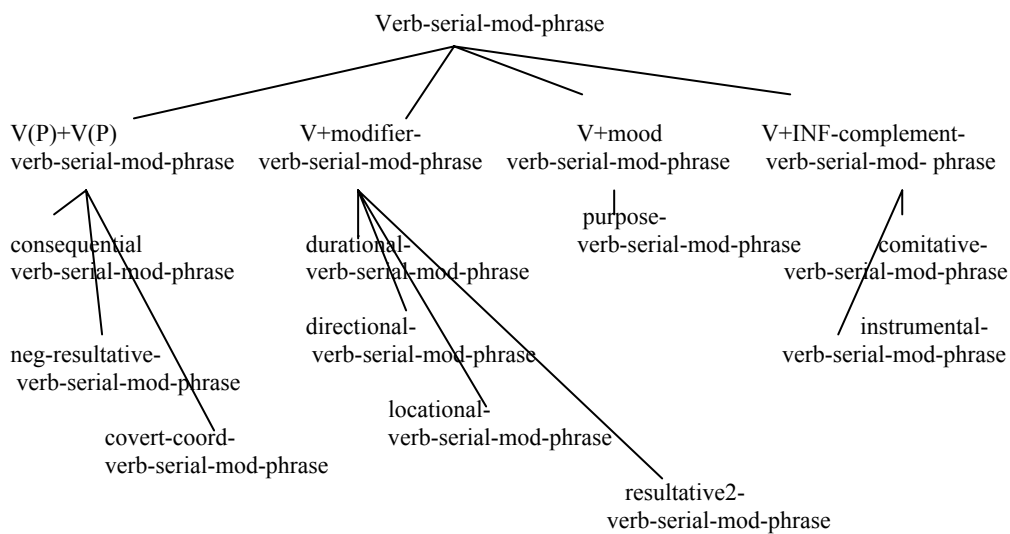 Verb-serial-mod-phrase
V(P)+V(P)
verb-serial-mod-phrase
V+modifier-
verb-serial-mod-phrase
V+mood
verb-serial-mod-phrase
V+INF-complement-
verb-serial-mod- phrase
consequential
verb-serial-mod-phrase
neg-resultative-
verb-serial-mod-phrase
covert-coord-
verb-serial-mod-phrase
durational-
verb-serial-mod-phrase
directional-
verb-serial-mod-phrase
locational-
verb-serial-mod-phrase
resultative2-
verb-serial-mod-phrase
purpose-
verb-serial-mod-phrase
comitative-
verb-serial-mod-phrase
instrumental-
verb-serial-mod-phrase